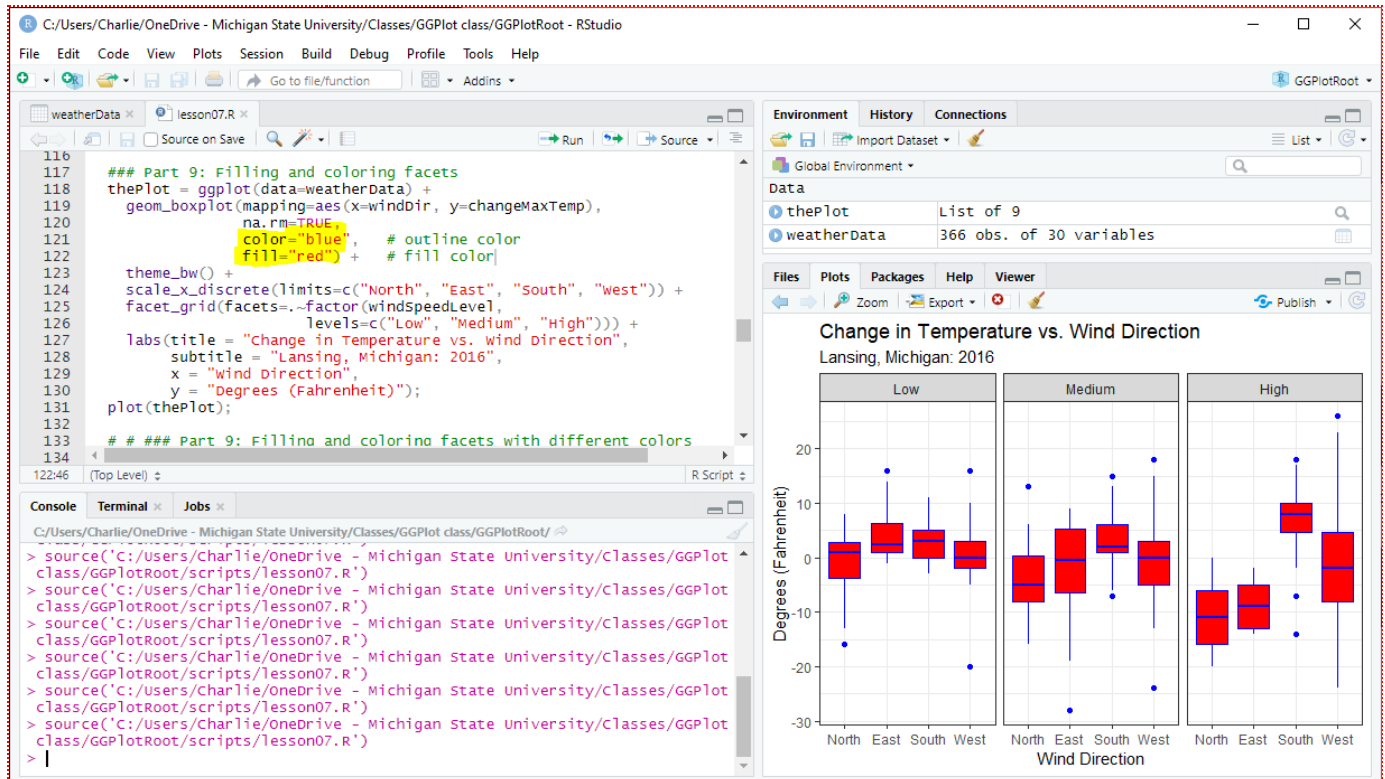 C:/Users/Charlie/OneDrive - Michigan State University/Classes/GGPlot class/GGPlotRoot - RStudio
File Edit Code View Plots Session Build Debug Profile Tools Help
Go to file/function
Addins
GGPlotRoot
weatherData
lesson07.R
Source on Save
Run
Source
116
117 ### Part 9: Filling and coloring facets
118 thePlot = ggplot(data=weatherData) +
119 geom_boxplot(mapping=aes(x=windDir, y=changeMaxTemp),
120 na.rm=TRUE,
121 color="blue", # outline color
122 fill="red") + # fill color
123 theme_bw() +
124 scale_x_discrete(limits=c("North", "East", "South", "West")) +
125 facet_grid(facets=.~factor(windSpeedLevel,
126 levels=c("Low", "Medium", "High"))) +
127 labs(title = "Change in Temperature vs. Wind Direction",
128 subtitle = "Lansing, Michigan: 2016",
129 x = "Wind Direction",
130 y = "Degrees (Fahrenheit)");
131 plot(thePlot);
132
133 # # ### Part 9: Filling and coloring facets with different colors
134
122:46 (Top Level) R Script
Console Terminal Jobs
C:/Users/Charlie/OneDrive - Michigan State University/Classes/GGPlot class/GGPlotRoot/
> source('C:/Users/Charlie/OneDrive - Michigan State University/Classes/GGPlot
class/GGPlotRoot/scripts/lesson07.R')
> source('C:/Users/Charlie/OneDrive - Michigan State University/Classes/GGPlot
class/GGPlotRoot/scripts/lesson07.R')
> source('C:/Users/Charlie/OneDrive - Michigan State University/Classes/GGPlot
class/GGPlotRoot/scripts/lesson07.R')
> source('C:/Users/Charlie/OneDrive - Michigan State University/Classes/GGPlot
class/GGPlotRoot/scripts/lesson07.R')
> source('C:/Users/Charlie/OneDrive - Michigan State University/Classes/GGPlot
class/GGPlotRoot/scripts/lesson07.R')
> source('C:/Users/Charlie/OneDrive - Michigan State University/Classes/GGPlot
class/GGPlotRoot/scripts/lesson07.R')
>
Environment History Connections
Import Dataset
List
Global Environment
Data
thePlot List of 9
weatherData 366 obs. of 30 variables
Files Plots Packages Help Viewer
Zoom Export Publish
Change in Temperature vs. Wind Direction
Lansing, Michigan: 2016
Low Medium High
Degrees (Fahrenheit)
20
10
0
-10
-20
-30
North East South West North East South West North East South West
Wind Direction